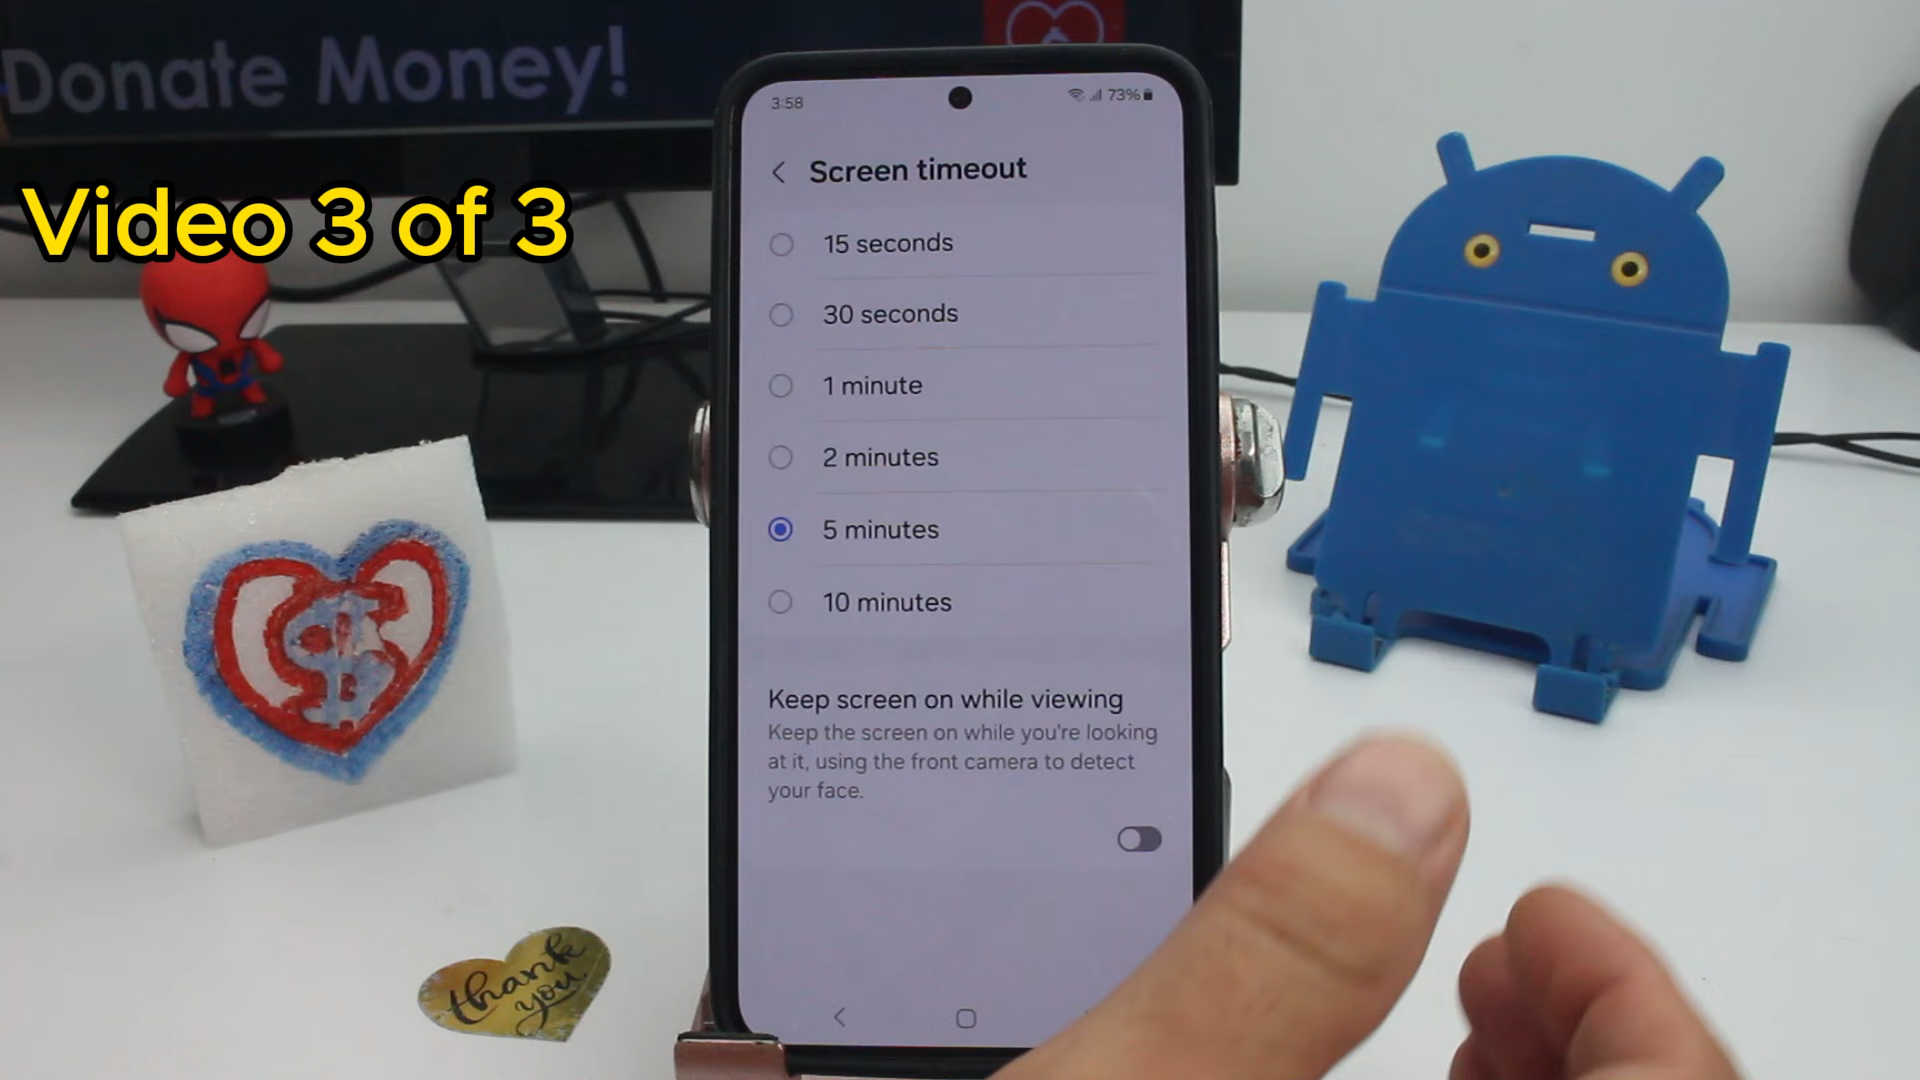 Donate Money!
Video 3 of 3
3:58
73%
Screen timeout
15 seconds
30 seconds
1 minute
2 minutes
5 minutes
10 minutes
Keep screen on while viewing
Keep the screen on while you're looking
at it, using the front camera to detect
your face.
$
thank
you